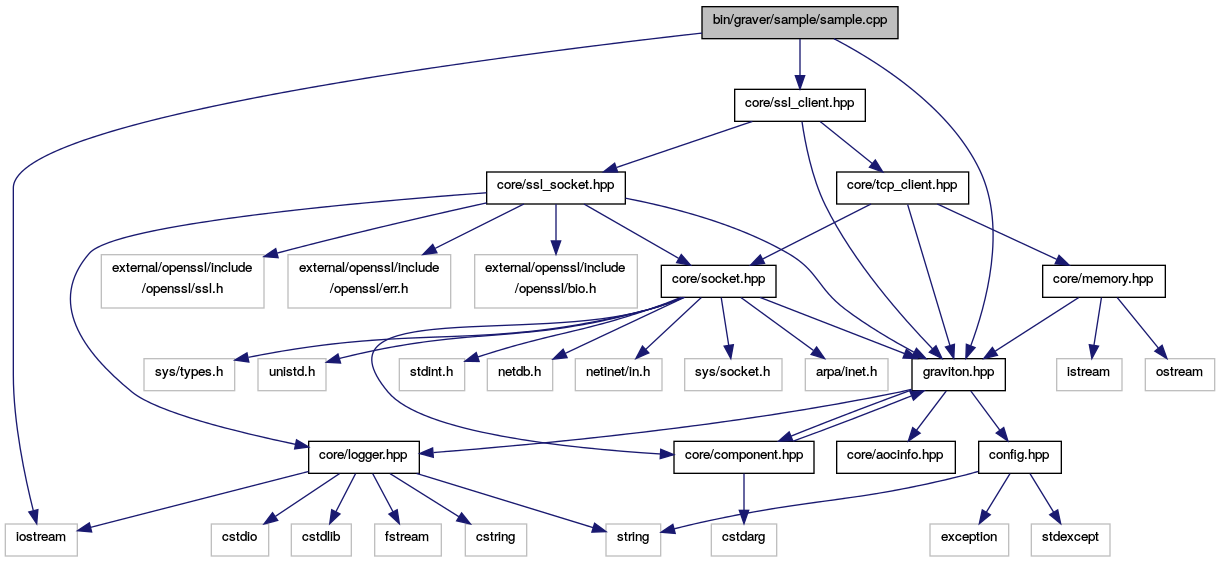 bin/graver/sample/sample.cpp
core/ssl_client.hpp
core/ssl_socket.hpp
core/tcp_client.hpp
external/openssl/include
/openssl/ssl.h
external/openssl/include
/openssl/err.h
external/openssl/include
/openssl/bio.h
core/socket.hpp
core/memory.hpp
sys/types.h
unistd.h
stdint.h
netdb.h
netinet/in.h
sys/socket.h
arpa/inet.h
graviton.hpp
istream
ostream
core/logger.hpp
core/component.hpp
core/aocinfo.hpp
config.hpp
iostream
cstdio
cstdlib
fstream
cstring
string
cstdarg
exception
stdexcept